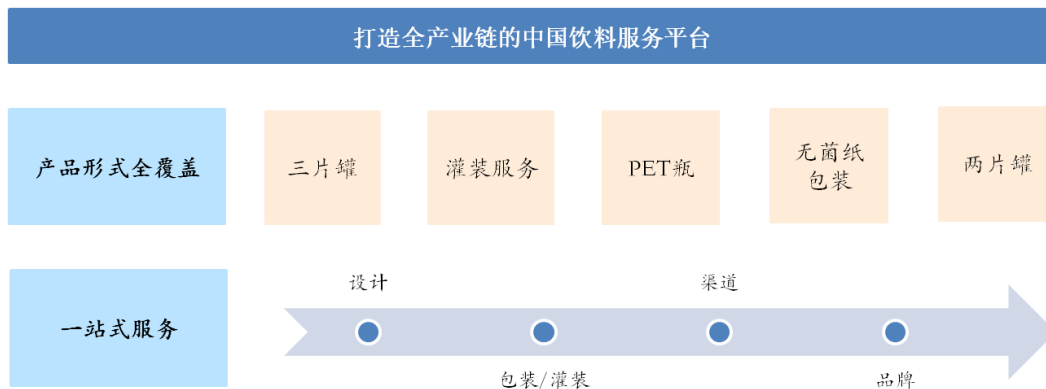 打造全产业链的中国饮料服务平台
产品形式全覆盖
三片罐
灌装服务
PET瓶
无菌纸
包装
两片罐
一站式服务
设计
包装/灌装
渠道
品牌